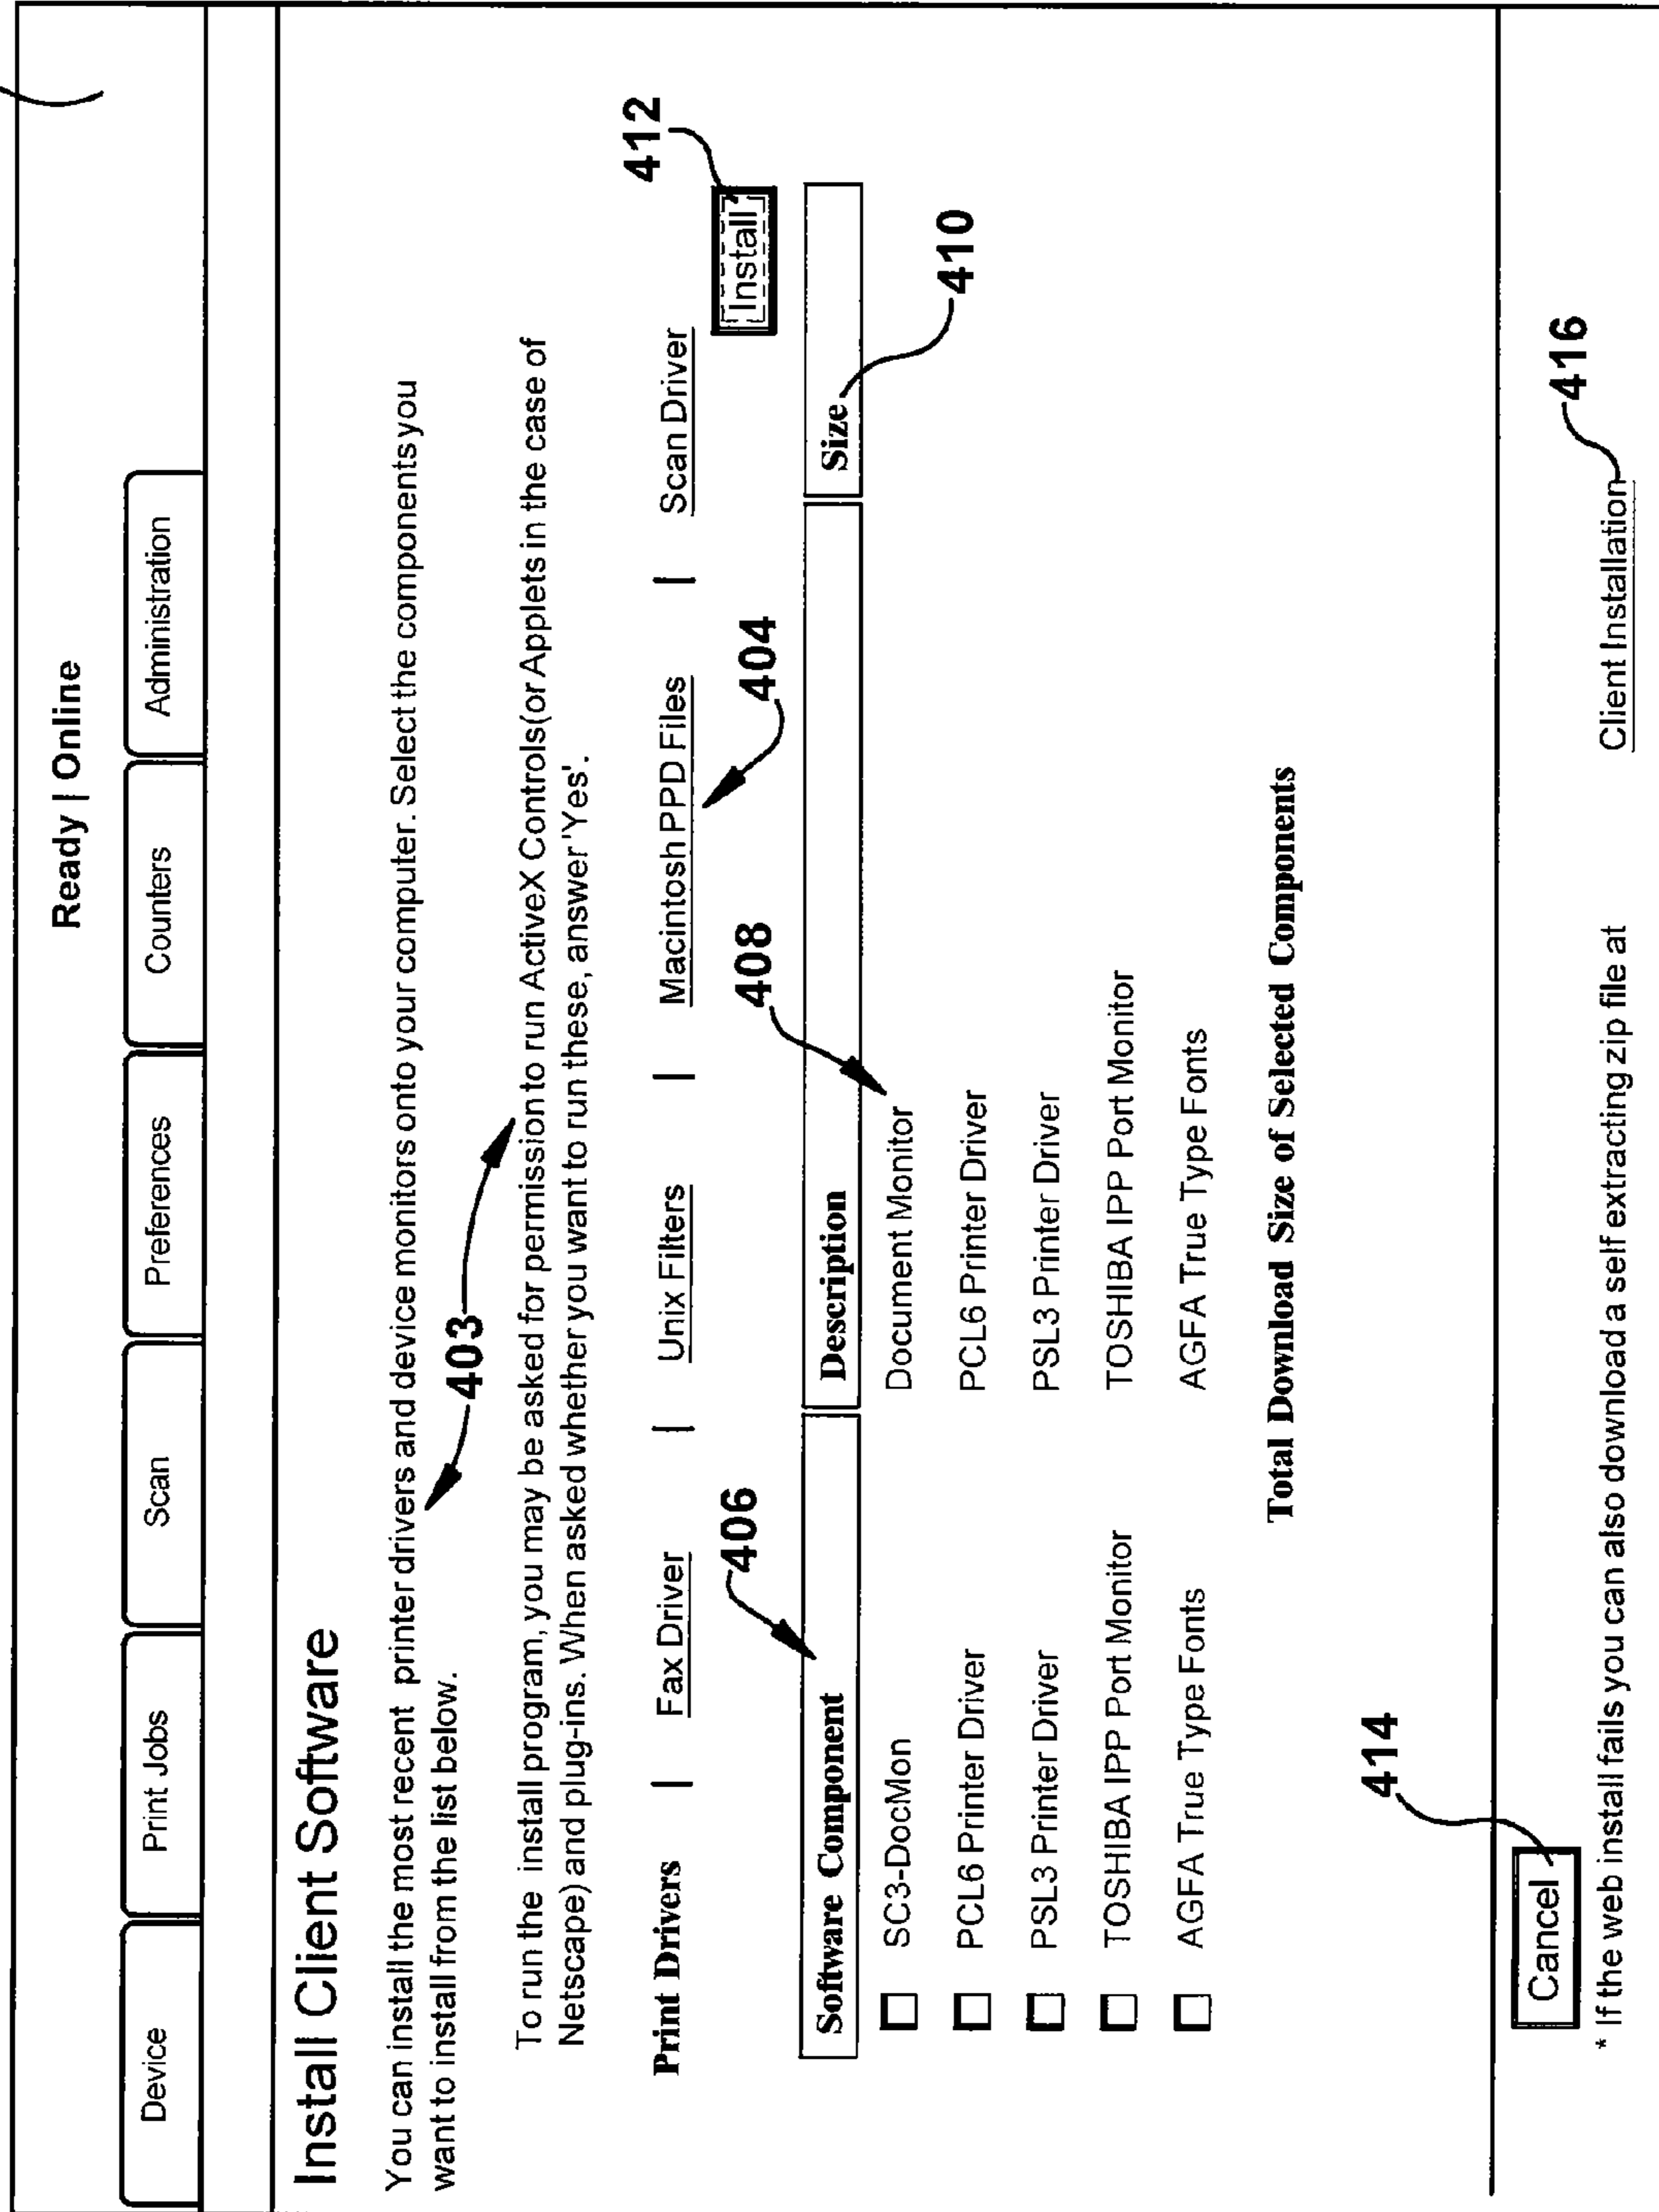 Ready | Online
Device Print Jobs Scan Preferences Counters Administration
Install Client Software
You can install the most recent printer drivers and device monitors onto your computer. Select the components you
want to install from the list below.
403
To run the install program, you may be asked for permission to run ActiveX Controls(or Applets in the case of
Netscape) and plug-ins. When asked whether you want to run these, answer 'Yes'.
412
Print Drivers | Fax Driver | Unix Filters | Macintosh PPD Files | Scan Driver
Install
406 408 404
Software Component Description Size
410
SC3-DocMon Document Monitor
PCL6 Printer Driver PCL6 Printer Driver
PSL3 Printer Driver PSL3 Printer Driver
TOSHIBA IPP Port Monitor TOSHIBA IPP Port Monitor
AGFA True Type Fonts AGFA True Type Fonts
Total Download Size of Selected Components
414
Cancel
416
* If the web install fails you can also download a self extracting zip file at Client Installation